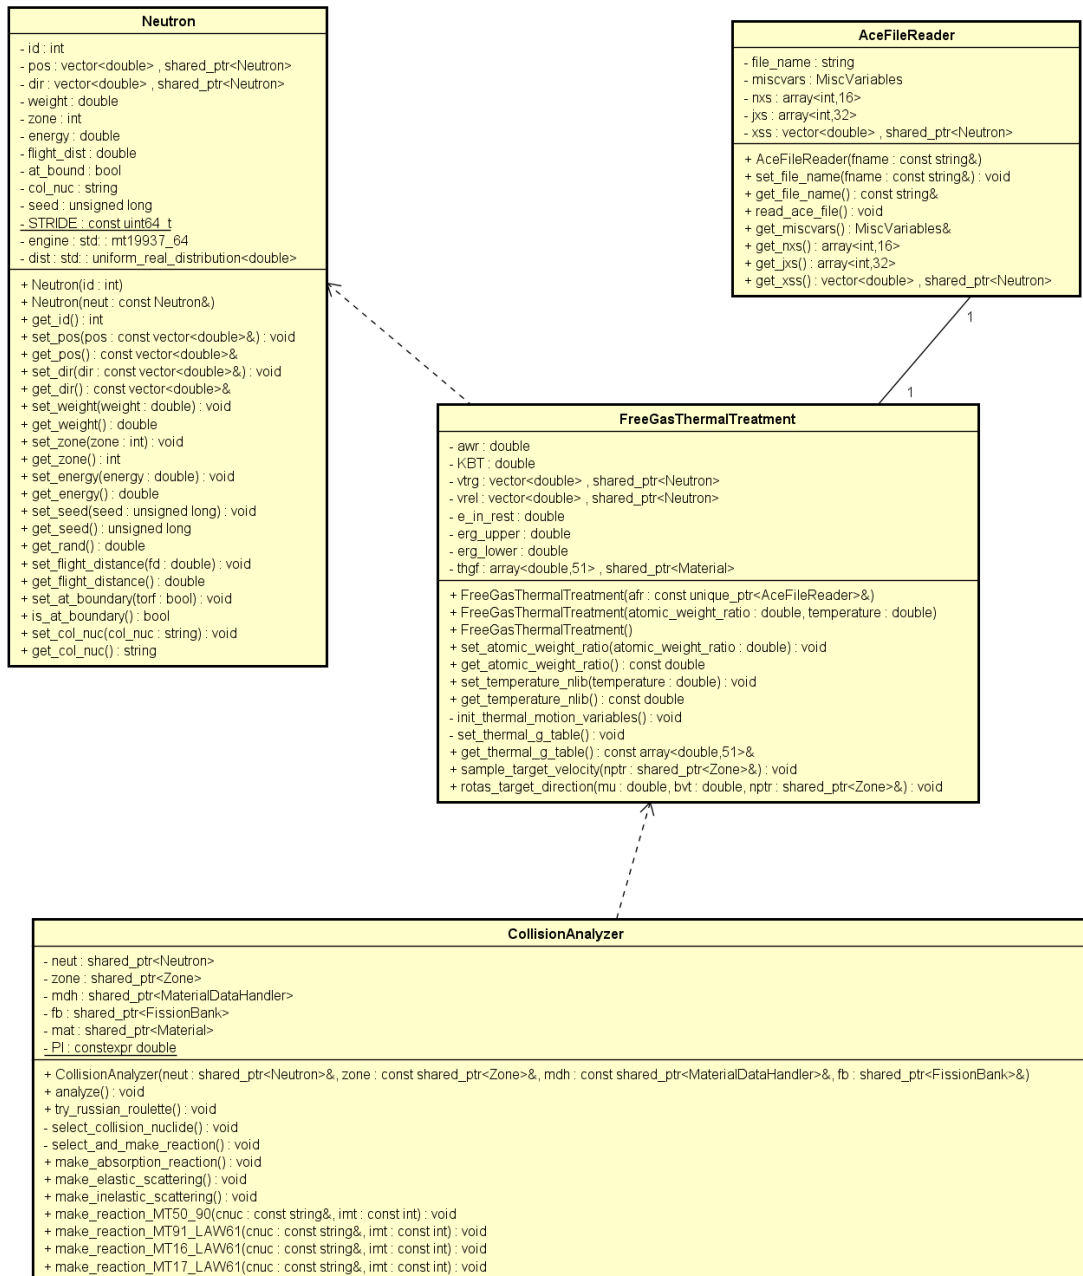 Neutron
- id : int
- pos : vector<double> , shared_ptr<Neutron>
- dir : vector<double> , shared_ptr<Neutron>
- weight : double
- zone : int
- energy : double
- flight_dist : double
- at_bound : bool
- col_nuc : string
- seed : unsigned long
- STRIDE : const uint64_t
- engine : std: : mt19937_64
- dist : std: : uniform_real_distribution<double>
+ Neutron(id : int)
+ Neutron(neut : const Neutron&)
+ get_id() : int
+ set_pos(pos : const vector<double>&) : void
+ get_pos() : const vector<double>&
+ set_dir(dir : const vector<double>&) : void
+ get_dir() : const vector<double>&
+ set_weight(weight : double) : void
+ get_weight() : double
+ set_zone(zone : int) : void
+ get_zone() : int
+ set_energy(energy : double) : void
+ get_energy() : double
+ set_seed(seed : unsigned long) : void
+ get_seed() : unsigned long
+ get_rand() : double
+ set_flight_distance(fd : double) : void
+ get_flight_distance() : double
+ set_at_boundary(torf : bool) : void
+ is_at_boundary() : bool
+ set_col_nuc(col_nuc : string) : void
+ get_col_nuc() : string
AceFileReader
- file_name : string
- miscvars : MiscVariables
- nxs : array<int,16>
- jxs : array<int,32>
- xss : vector<double> , shared_ptr<Neutron>
+ AceFileReader(fname : const string&)
+ set_file_name(fname : const string&) : void
+ get_file_name() : const string&
+ read_ace_file() : void
+ get_miscvars() : MiscVariables&
+ get_nxs() : array<int,16>
+ get_jxs() : array<int,32>
+ get_xss() : vector<double> , shared_ptr<Neutron>
1
1
FreeGasThermalTreatment
- awr : double
- KBT : double
- vtrg : vector<double> , shared_ptr<Neutron>
- vrel : vector<double> , shared_ptr<Neutron>
- e_in_rest : double
- erg_upper : double
- erg_lower : double
- thgf : array<double,51> , shared_ptr<Material>
+ FreeGasThermalTreatment(afr : const unique_ptr<AceFileReader>&)
+ FreeGasThermalTreatment(atomic_weight_ratio : double, temperature : double)
+ FreeGasThermalTreatment()
+ set_atomic_weight_ratio(atomic_weight_ratio : double) : void
+ get_atomic_weight_ratio() : const double
+ set_temperature_nlib(temperature : double) : void
+ get_temperature_nlib() : const double
- init_thermal_motion_variables() : void
- set_thermal_g_table() : void
+ get_thermal_g_table() : const array<double,51>&
+ sample_target_velocity(nptr : shared_ptr<Zone>&) : void
+ rotas_target_direction(mu : double, bvt : double, nptr : shared_ptr<Zone>&) : void
CollisionAnalyzer
- neut : shared_ptr<Neutron>
- zone : shared_ptr<Zone>
- mdh : shared_ptr<MaterialDataHandler>
- fb : shared_ptr<FissionBank>
- mat : shared_ptr<Material>
- PI : constexpr double
+ CollisionAnalyzer(neut : shared_ptr<Neutron>&, zone : const shared_ptr<Zone>&, mdh : const shared_ptr<MaterialDataHandler>&, fb : shared_ptr<FissionBank>&)
+ analyze() : void
+ try_russian_roulette() : void
- select_collision_nuclide() : void
- select_and_make_reaction() : void
+ make_absorption_reaction() : void
+ make_elastic_scattering() : void
+ make_inelastic_scattering() : void
+ make_reaction_MT50_90(cnuc : const string&, imt : const int) : void
+ make_reaction_MT91_LAW61(cnuc : const string&, imt : const int) : void
+ make_reaction_MT16_LAW61(cnuc : const string&, imt : const int) : void
+ make_reaction_MT17_LAW61(cnuc : const string&, imt : const int) : void